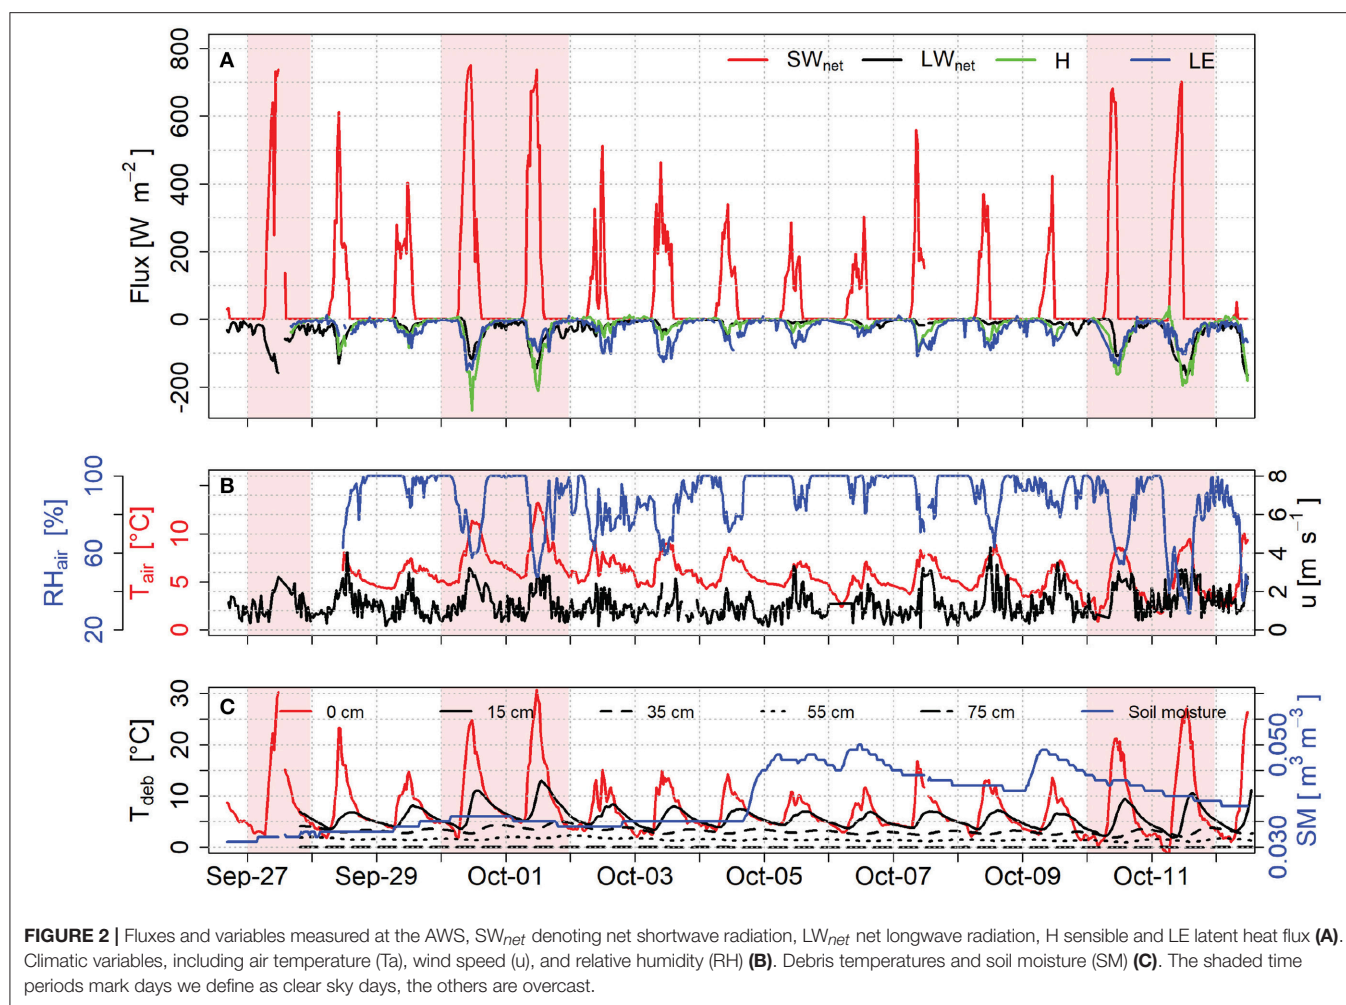 A
SWnet LWnet H LE
Flux [W m−2]
800
600
400
200
0
-200
B
RHair [%]
100
60
20
Tair [°C]
10
5
0
u [m s−1]
8
6
4
2
0
C
0 cm 15 cm 35 cm 55 cm 75 cm Soil moisture
Tdeb [°C]
30
20
10
0
SM [m3 m−3]
0.050
0.030
Sep-27 Sep-29 Oct-01 Oct-03 Oct-05 Oct-07 Oct-09 Oct-11
FIGURE 2 | Fluxes and variables measured at the AWS, SWnet denoting net shortwave radiation, LWnet net longwave radiation, H sensible and LE latent heat flux (A).
Climatic variables, including air temperature (Ta), wind speed (u), and relative humidity (RH) (B). Debris temperatures and soil moisture (SM) (C). The shaded time
periods mark days we define as clear sky days, the others are overcast.